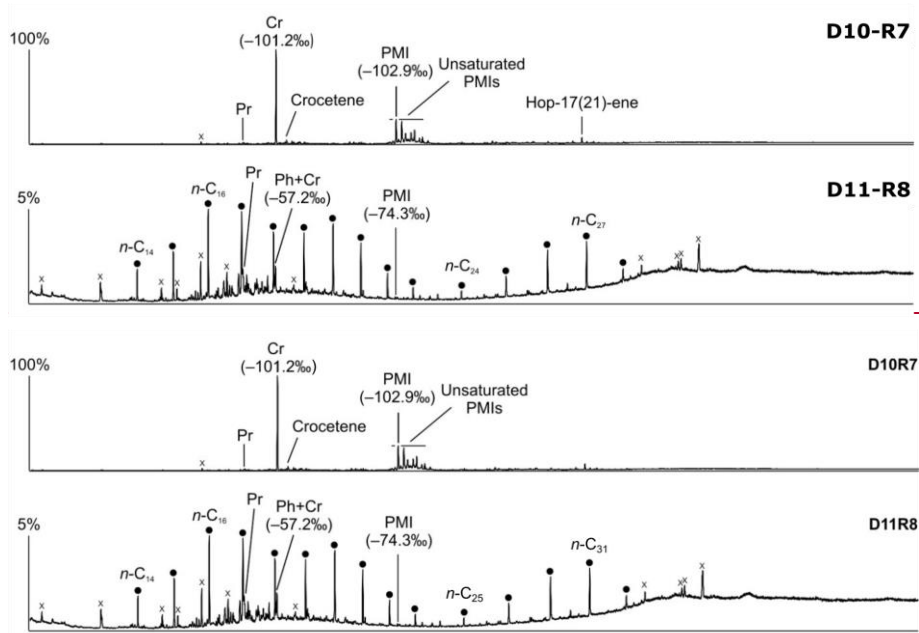 Cr
(–101.2‰)
D10-R7
100%
PMI
(–102.9‰)
Unsaturated
PMIs
Pr
Crocetene
Hop-17(21)-ene
x
5%
D11-R8
n-C₁₆
Pr
Ph+Cr
(–57.2‰)
PMI
(–74.3‰)
n-C₂₇
n-C₁₄
n-C₂₄
x x x x x x x x x x x
Cr
(–101.2‰)
100%
D10R7
PMI
(–102.9‰)
Unsaturated
PMIs
Pr
Crocetene
x
5%
D11R8
n-C₁₆
Pr
Ph+Cr
(–57.2‰)
PMI
(–74.3‰)
n-C₃₁
n-C₁₄
n-C₂₅
x x x x x x x x x x x